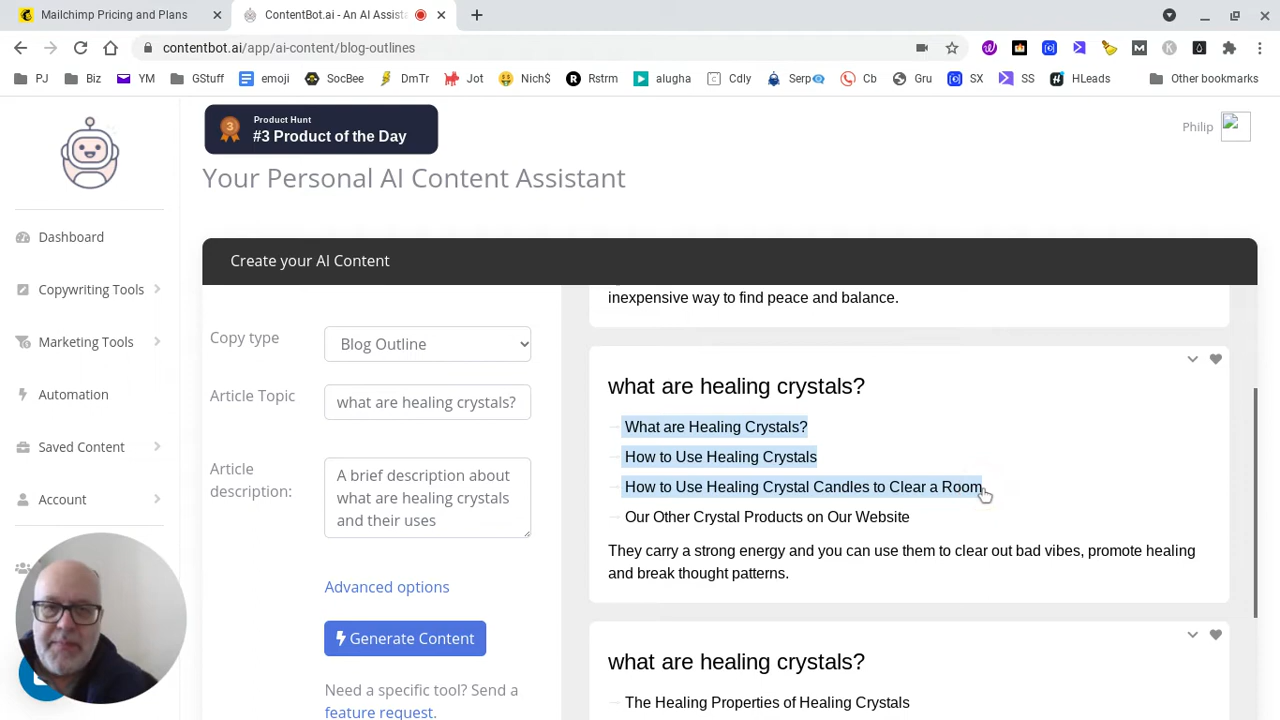 Mailchimp Pricing and Plans
ContentBot.ai - An AI Assista
contentbot.ai/app/ai-content/blog-outlines
PJ
Biz
YM
GStuff
emoji
SocBee
DmTr
Jot
Nich$
Rstrm
alugha
Cdly
Serp
Cb
Gru
SX
SS
HLeads
Other bookmarks
3
Product Hunt
#3 Product of the Day
Philip
Your Personal AI Content Assistant
Dashboard
Copywriting Tools
Marketing Tools
Automation
Saved Content
Account
Create your AI Content
Copy type
Blog Outline
Article Topic
what are healing crystals?
Article
description:
A brief description about
what are healing crystals
and their uses
Advanced options
Generate Content
Need a specific tool? Send a
feature request.
inexpensive way to find peace and balance.
what are healing crystals?
What are Healing Crystals?
How to Use Healing Crystals
How to Use Healing Crystal Candles to Clear a Room
Our Other Crystal Products on Our Website
They carry a strong energy and you can use them to clear out bad vibes, promote healing
and break thought patterns.
what are healing crystals?
The Healing Properties of Healing Crystals